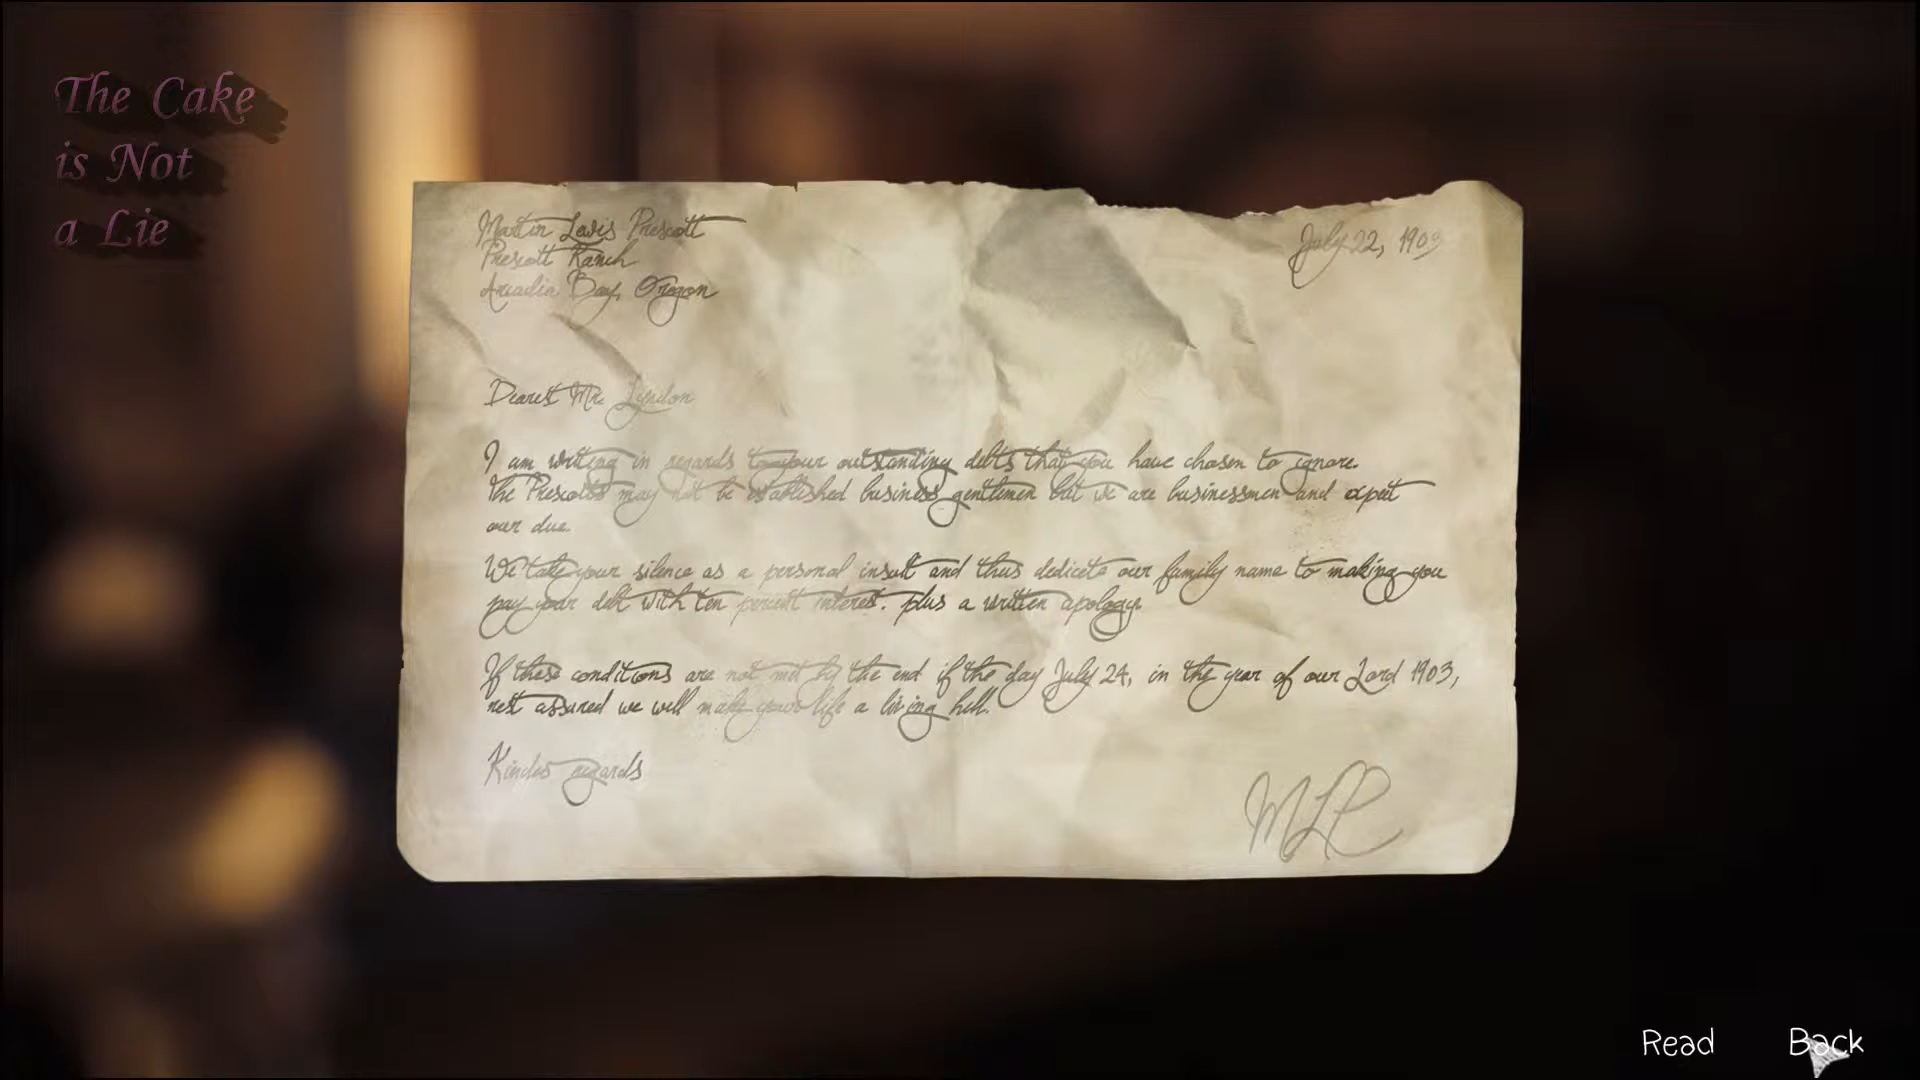 The Cake
is Not
a Lie
Martin Lewis Prescott
Prescott Ranch
Arcadia Bay, Oregon
July 22, 1903
Dearest Mr. Lyndon
I am writing in regards to your outstanding debts that you have chosen to ignore.
The Prescotts may not be established business gentlemen but we are businessmen and expect
our due.
We take your silence as a personal insult and thus dedicate our family name to making you
pay your debt with ten percent interest. plus a written apology.
If these conditions are not met by the end if the day July 24, in the year of our Lord 1903,
rest assured we will make your life a living hell.
Kindest regards
MLP
Read
Back